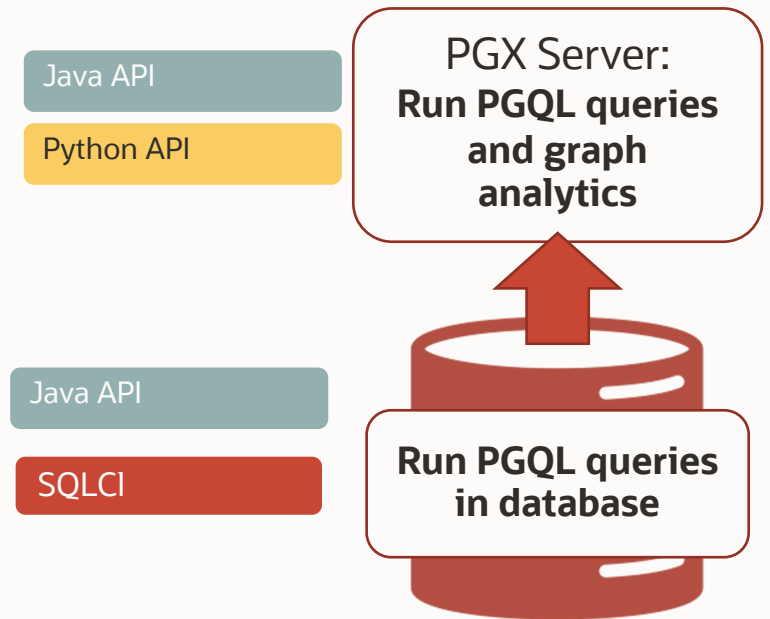 Java API
Python API
PGX Server:
Run PGQL queries
and graph
analytics
Java API
SQLCl
Run PGQL queries
in database